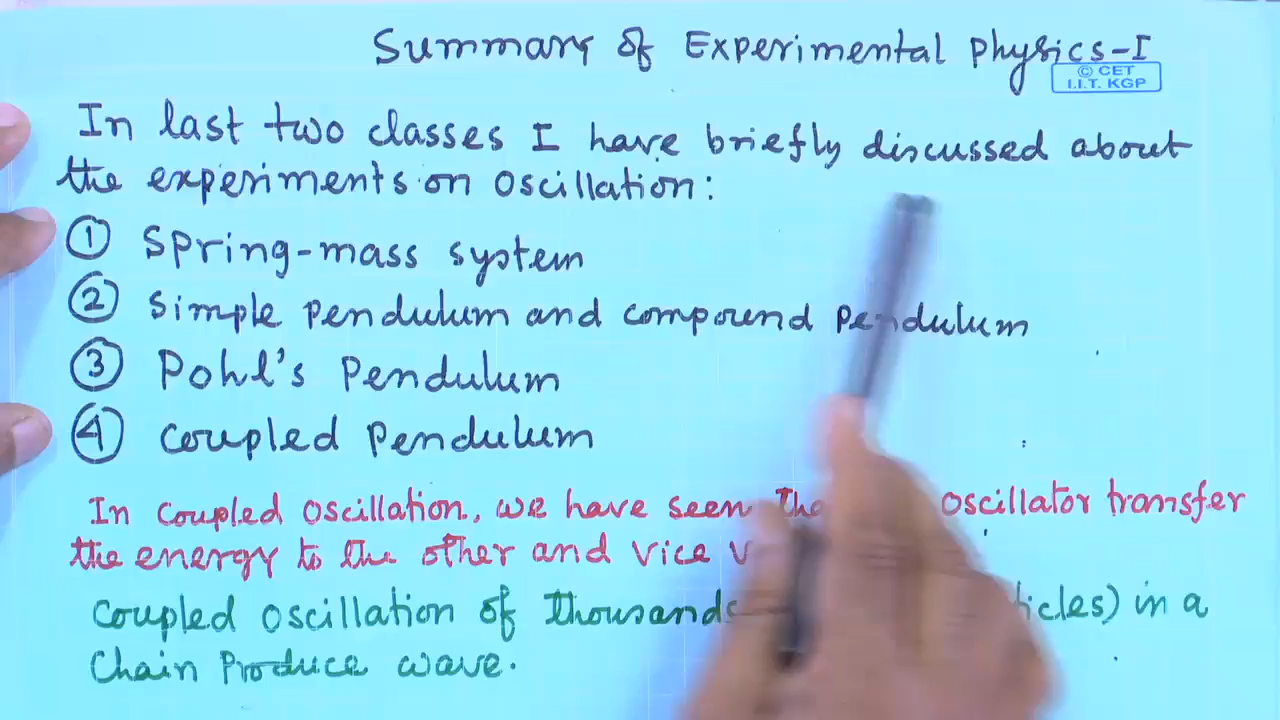 Summary of Experimental Physics-I
© CET
I.I.T. KGP
In last two classes I have briefly discussed about
the experiments on oscillation:
① Spring-mass system
② Simple pendulum and compound pendulum
③ Pohl's pendulum
④ Coupled pendulum
In coupled oscillation, we have seen oscillator transfer
the energy to the other and vice
Coupled oscillation of thousands in a
chain produce wave.